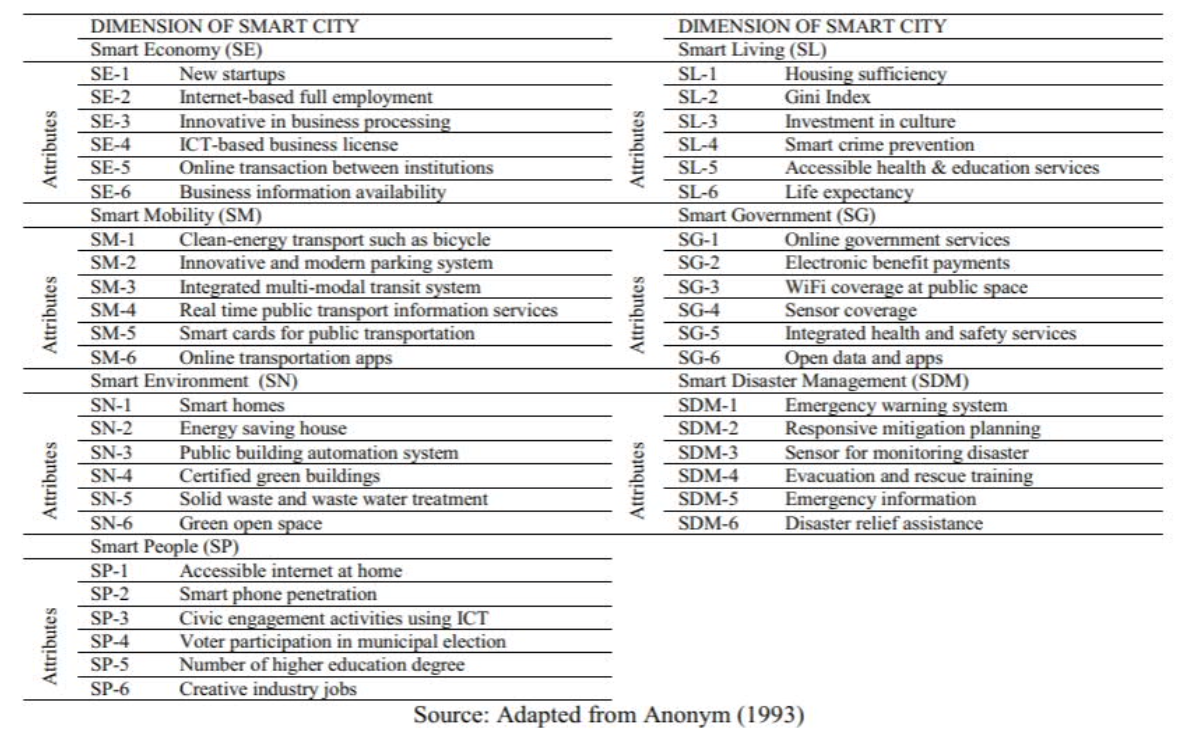 DIMENSION OF SMART CITY
Smart Economy (SE)
Attributes
SE-1 New startups
SE-2 Internet-based full employment
SE-3 Innovative in business processing
SE-4 ICT-based business license
SE-5 Online transaction between institutions
SE-6 Business information availability
Smart Mobility (SM)
Attributes
SM-1 Clean-energy transport such as bicycle
SM-2 Innovative and modern parking system
SM-3 Integrated multi-modal transit system
SM-4 Real time public transport information services
SM-5 Smart cards for public transportation
SM-6 Online transportation apps
Smart Environment (SN)
Attributes
SN-1 Smart homes
SN-2 Energy saving house
SN-3 Public building automation system
SN-4 Certified green buildings
SN-5 Solid waste and waste water treatment
SN-6 Green open space
Smart People (SP)
Attributes
SP-1 Accessible internet at home
SP-2 Smart phone penetration
SP-3 Civic engagement activities using ICT
SP-4 Voter participation in municipal election
SP-5 Number of higher education degree
SP-6 Creative industry jobs
DIMENSION OF SMART CITY
Smart Living (SL)
Attributes
SL-1 Housing sufficiency
SL-2 Gini Index
SL-3 Investment in culture
SL-4 Smart crime prevention
SL-5 Accessible health & education services
SL-6 Life expectancy
Smart Government (SG)
Attributes
SG-1 Online government services
SG-2 Electronic benefit payments
SG-3 WiFi coverage at public space
SG-4 Sensor coverage
SG-5 Integrated health and safety services
SG-6 Open data and apps
Smart Disaster Management (SDM)
Attributes
SDM-1 Emergency warning system
SDM-2 Responsive mitigation planning
SDM-3 Sensor for monitoring disaster
SDM-4 Evacuation and rescue training
SDM-5 Emergency information
SDM-6 Disaster relief assistance
Source: Adapted from Anonym (1993)